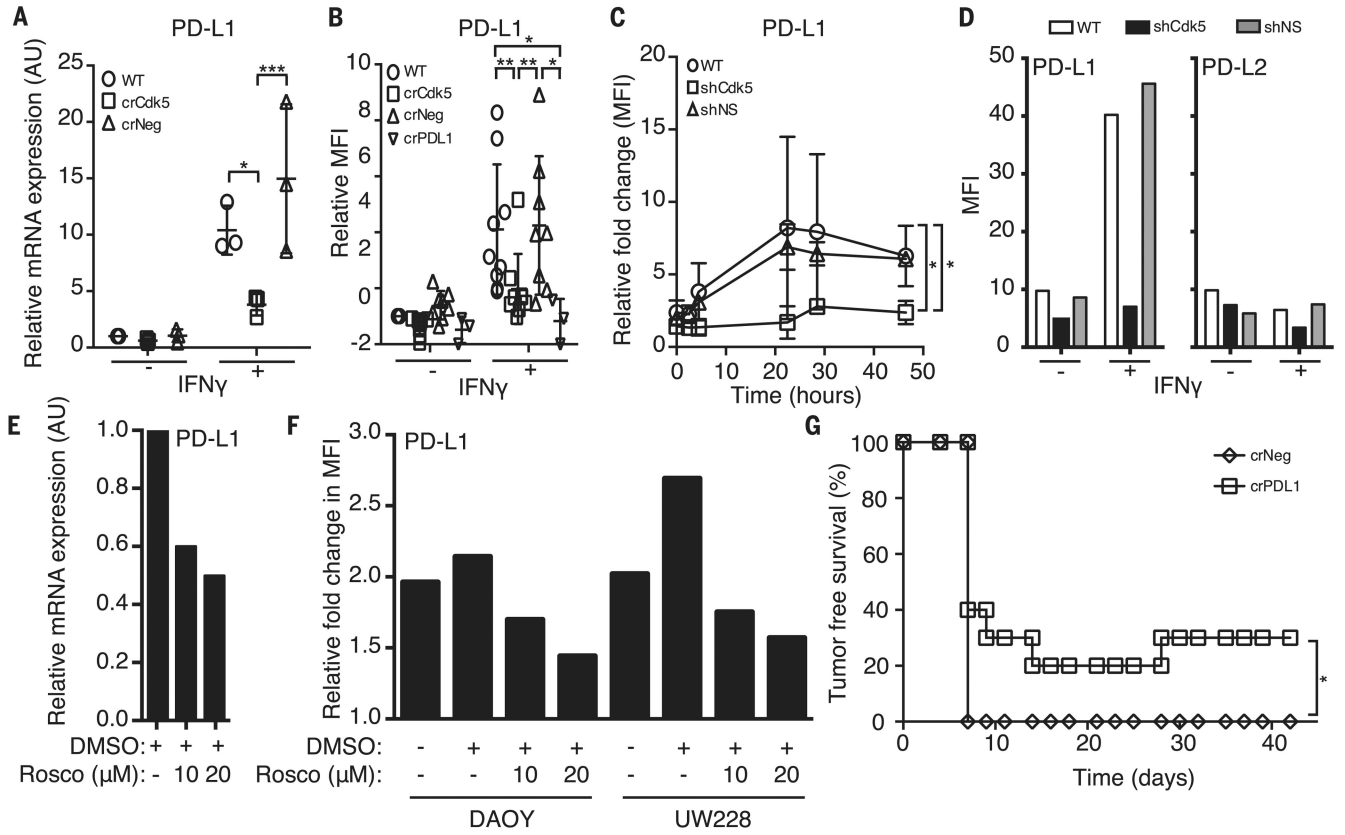 A
PD-L1
Relative mRNA expression (AU)
25
20
15
10
5
0
WT
crCdk5
crNeg
*
***
- +
IFNγ
B
PD-L1
Relative MFI
10
8
6
4
2
0
-2
WT
crCdk5
crNeg
crPDL1
*
** ** *
- +
IFNγ
C
PD-L1
Relative fold change (MFI)
20
15
10
5
0
WT
shCdk5
shNS
* *
0 10 20 30 40 50
Time (hours)
D
WT shCdk5 shNS
PD-L1 PD-L2
MFI
50
40
30
20
10
0
- + - +
IFNγ
E
PD-L1
Relative mRNA expression (AU)
1.0
0.8
0.6
0.4
0.2
0.0
DMSO: + + +
Rosco (µM): - 10 20
F
PD-L1
Relative fold change in MFI
3.0
2.5
2.0
1.5
1.0
DMSO: - + + + - + + +
Rosco (µM): - - 10 20 - - 10 20
DAOY UW228
G
Tumor free survival (%)
100
80
60
40
20
0
crNeg
crPDL1
*
0 10 20 30 40
Time (days)